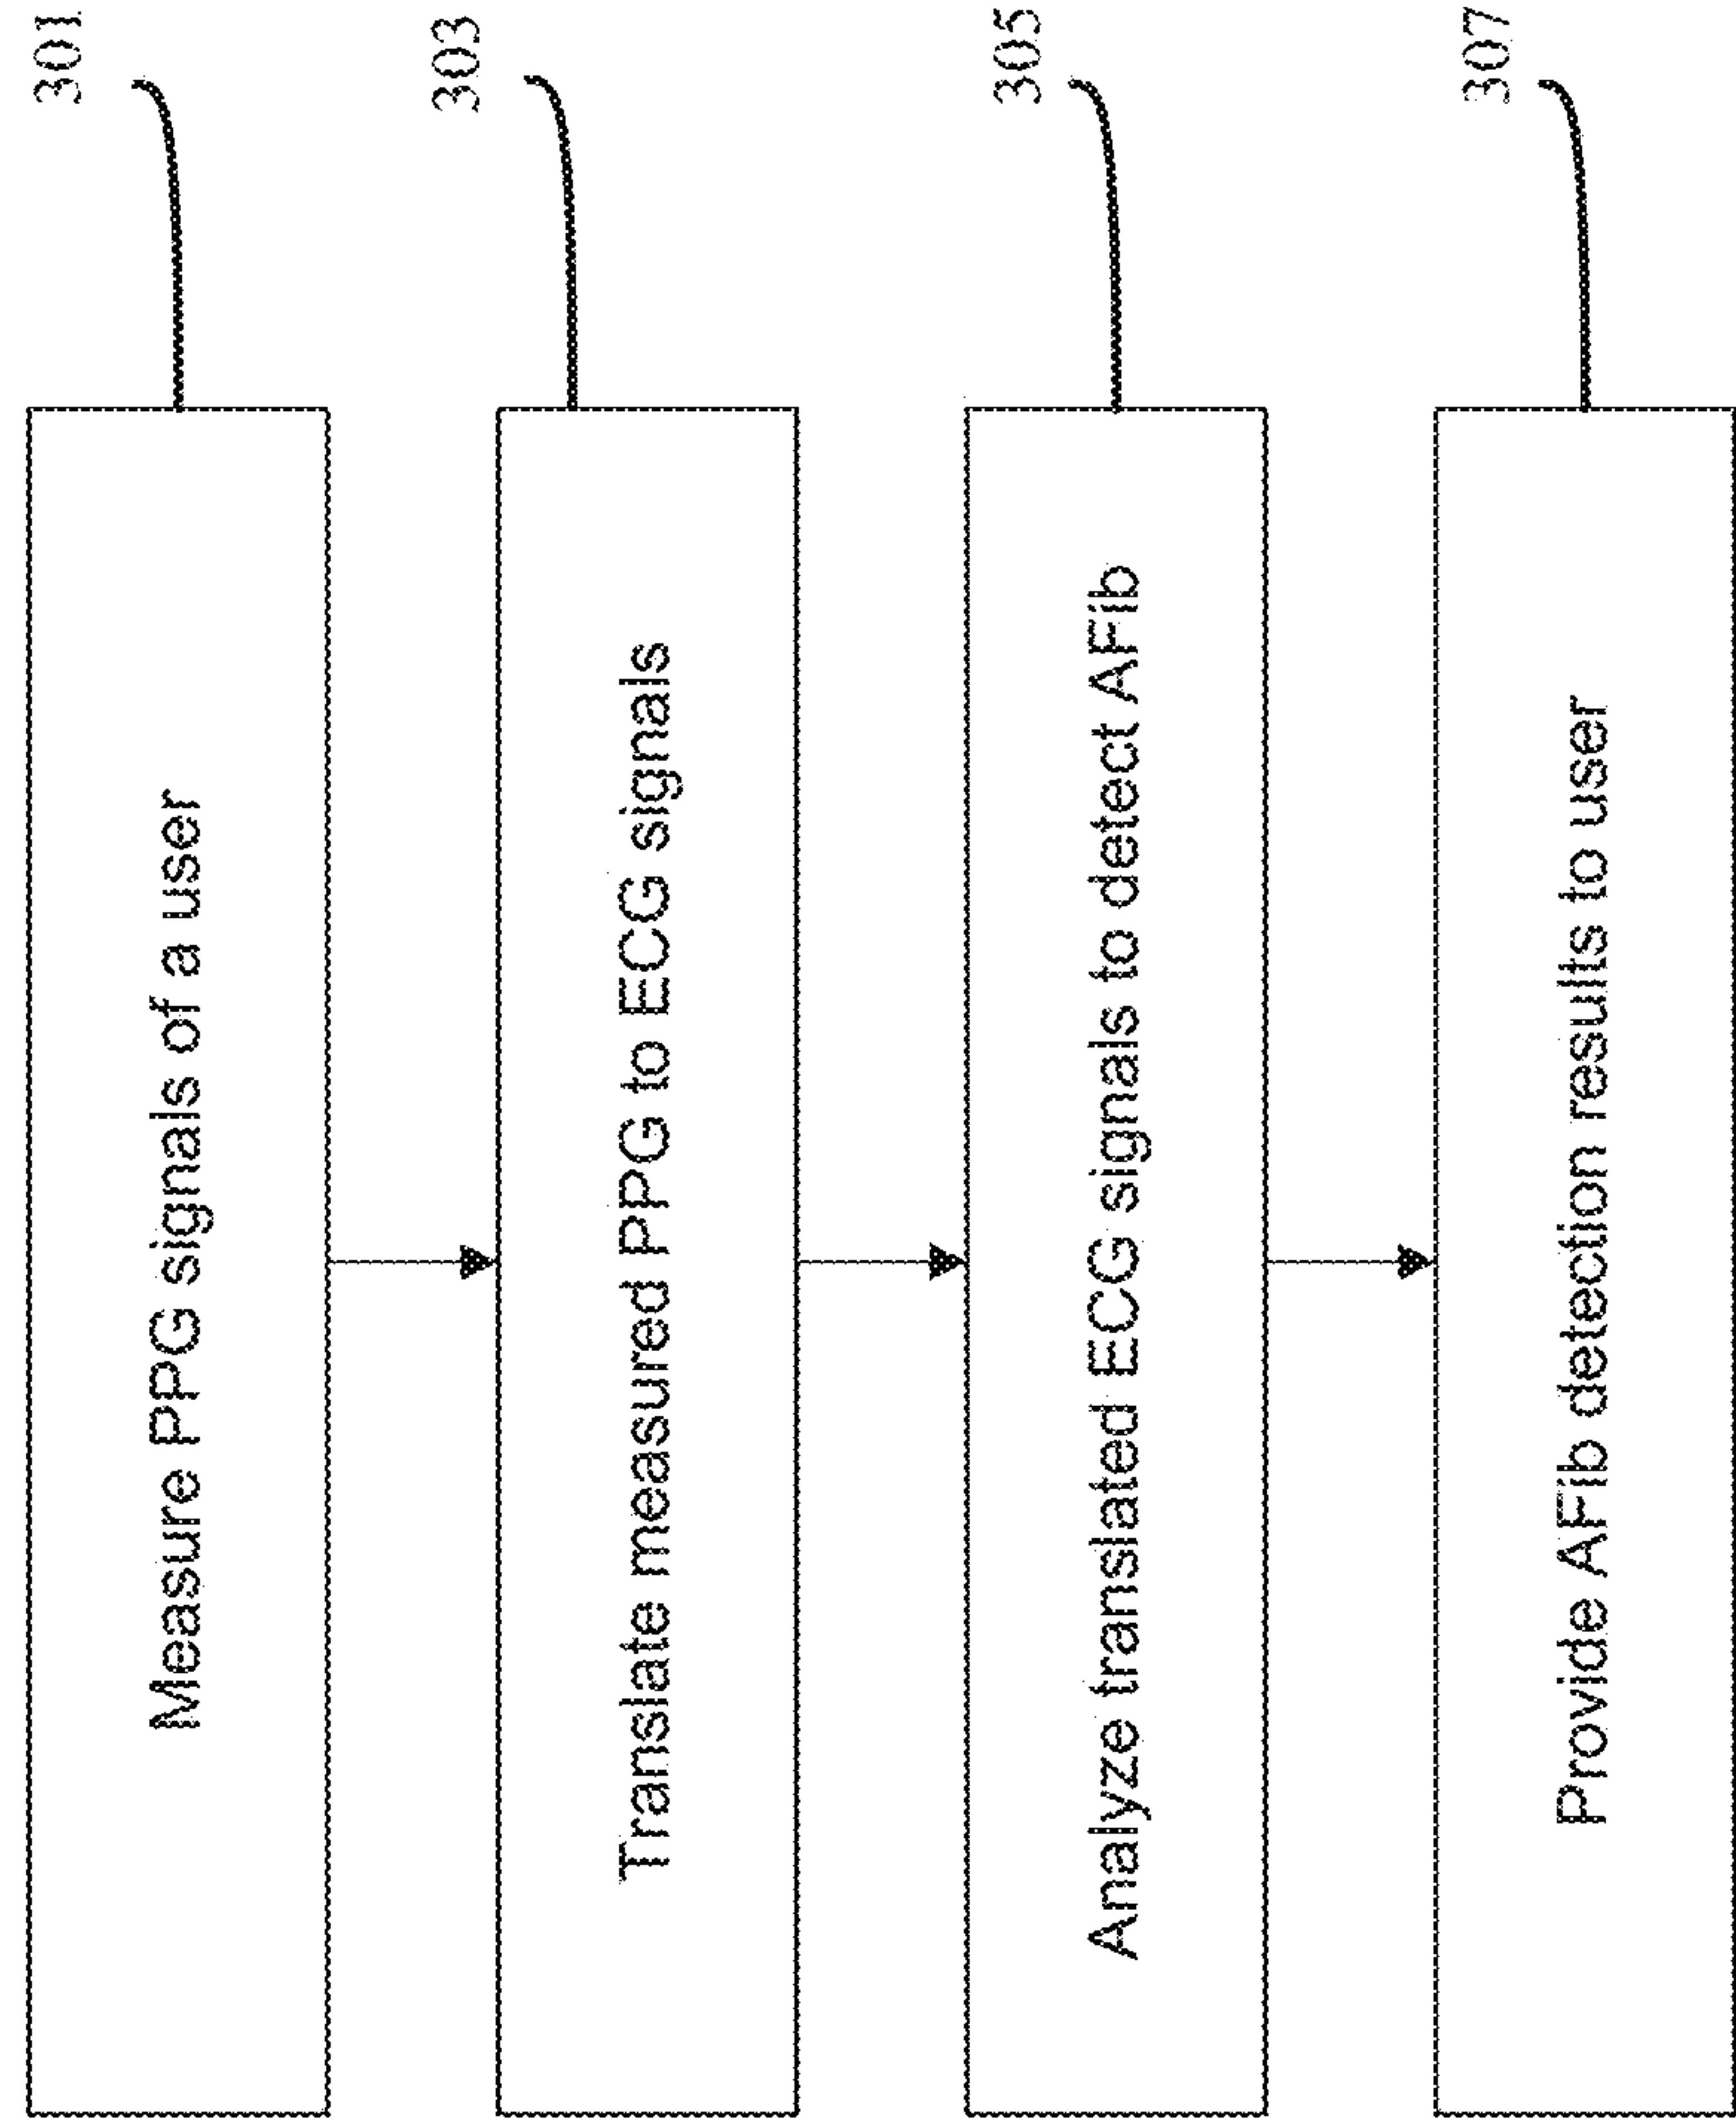 301
Measure PPG signals of a user
303
Translate measured PPG to ECG signals
305
Analyze translated ECG signals to detect AFib
307
Provide AFib detection results to user